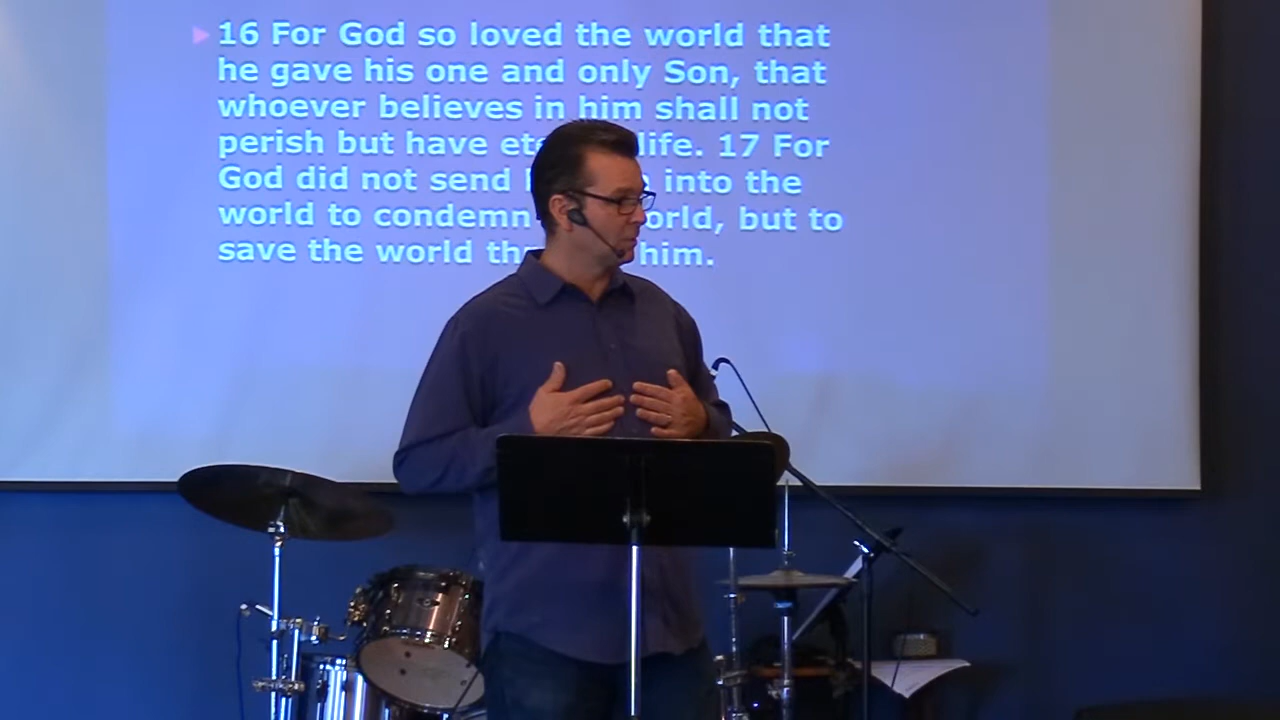 16 For God so loved the world that
he gave his one and only Son, that
whoever believes in him shall not
perish but have life. 17 For
God did not send into the
world to condemn but to
save the world him.